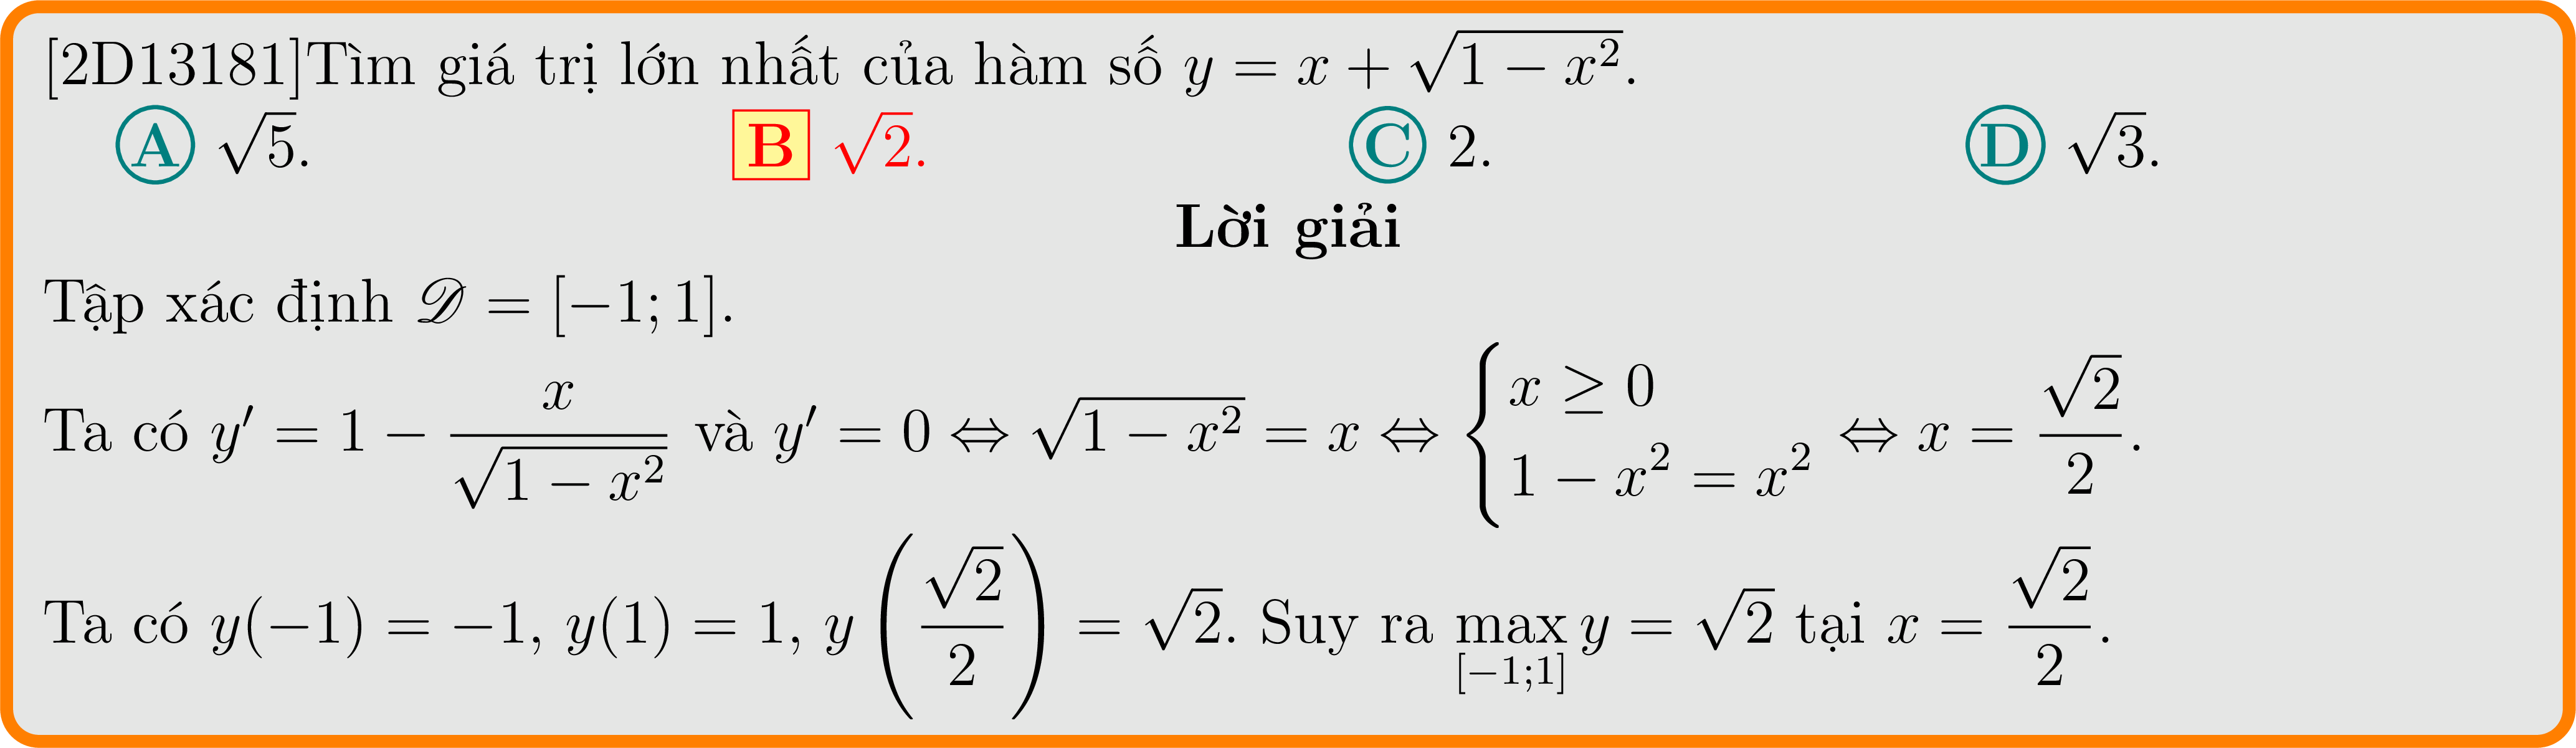 [2D13181]Tìm giá trị lớn nhất của hàm số $y = x + \sqrt{1 - x^2}$.
A $\sqrt{5}$. B $\sqrt{2}$. C 2. D $\sqrt{3}$.
Lời giải
Tập xác định $\mathscr{D} = [-1; 1]$.
Ta có $y' = 1 - \dfrac{x}{\sqrt{1 - x^2}}$ và $y' = 0 \Leftrightarrow \sqrt{1 - x^2} = x \Leftrightarrow \begin{cases} x \geq 0 \\ 1 - x^2 = x^2 \end{cases} \Leftrightarrow x = \dfrac{\sqrt{2}}{2}$.
Ta có $y(-1) = -1$, $y(1) = 1$, $y\left(\dfrac{\sqrt{2}}{2}\right) = \sqrt{2}$. Suy ra $\max\limits_{[-1;1]} y = \sqrt{2}$ tại $x = \dfrac{\sqrt{2}}{2}$.